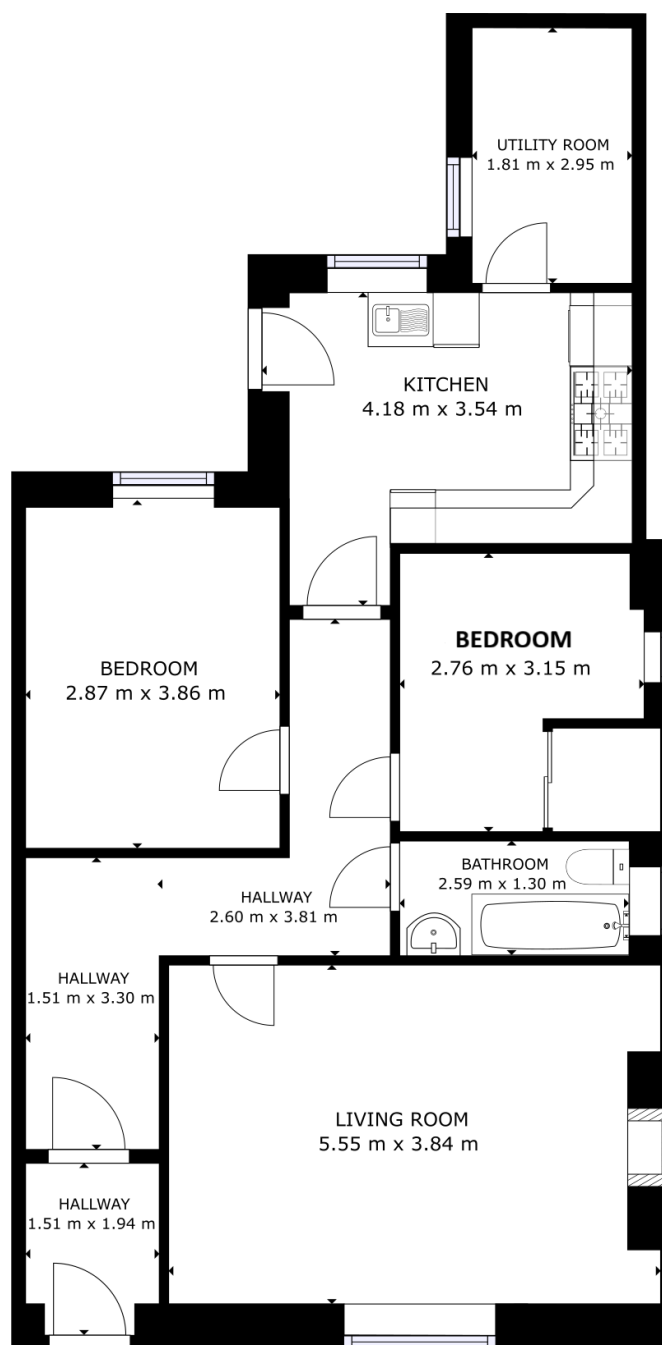 UTILITY ROOM
1.81 m x 2.95 m
KITCHEN
4.18 m x 3.54 m
BEDROOM
2.87 m x 3.86 m
BEDROOM
2.76 m x 3.15 m
BATHROOM
2.59 m x 1.30 m
HALLWAY
2.60 m x 3.81 m
HALLWAY
1.51 m x 3.30 m
LIVING ROOM
5.55 m x 3.84 m
HALLWAY
1.51 m x 1.94 m